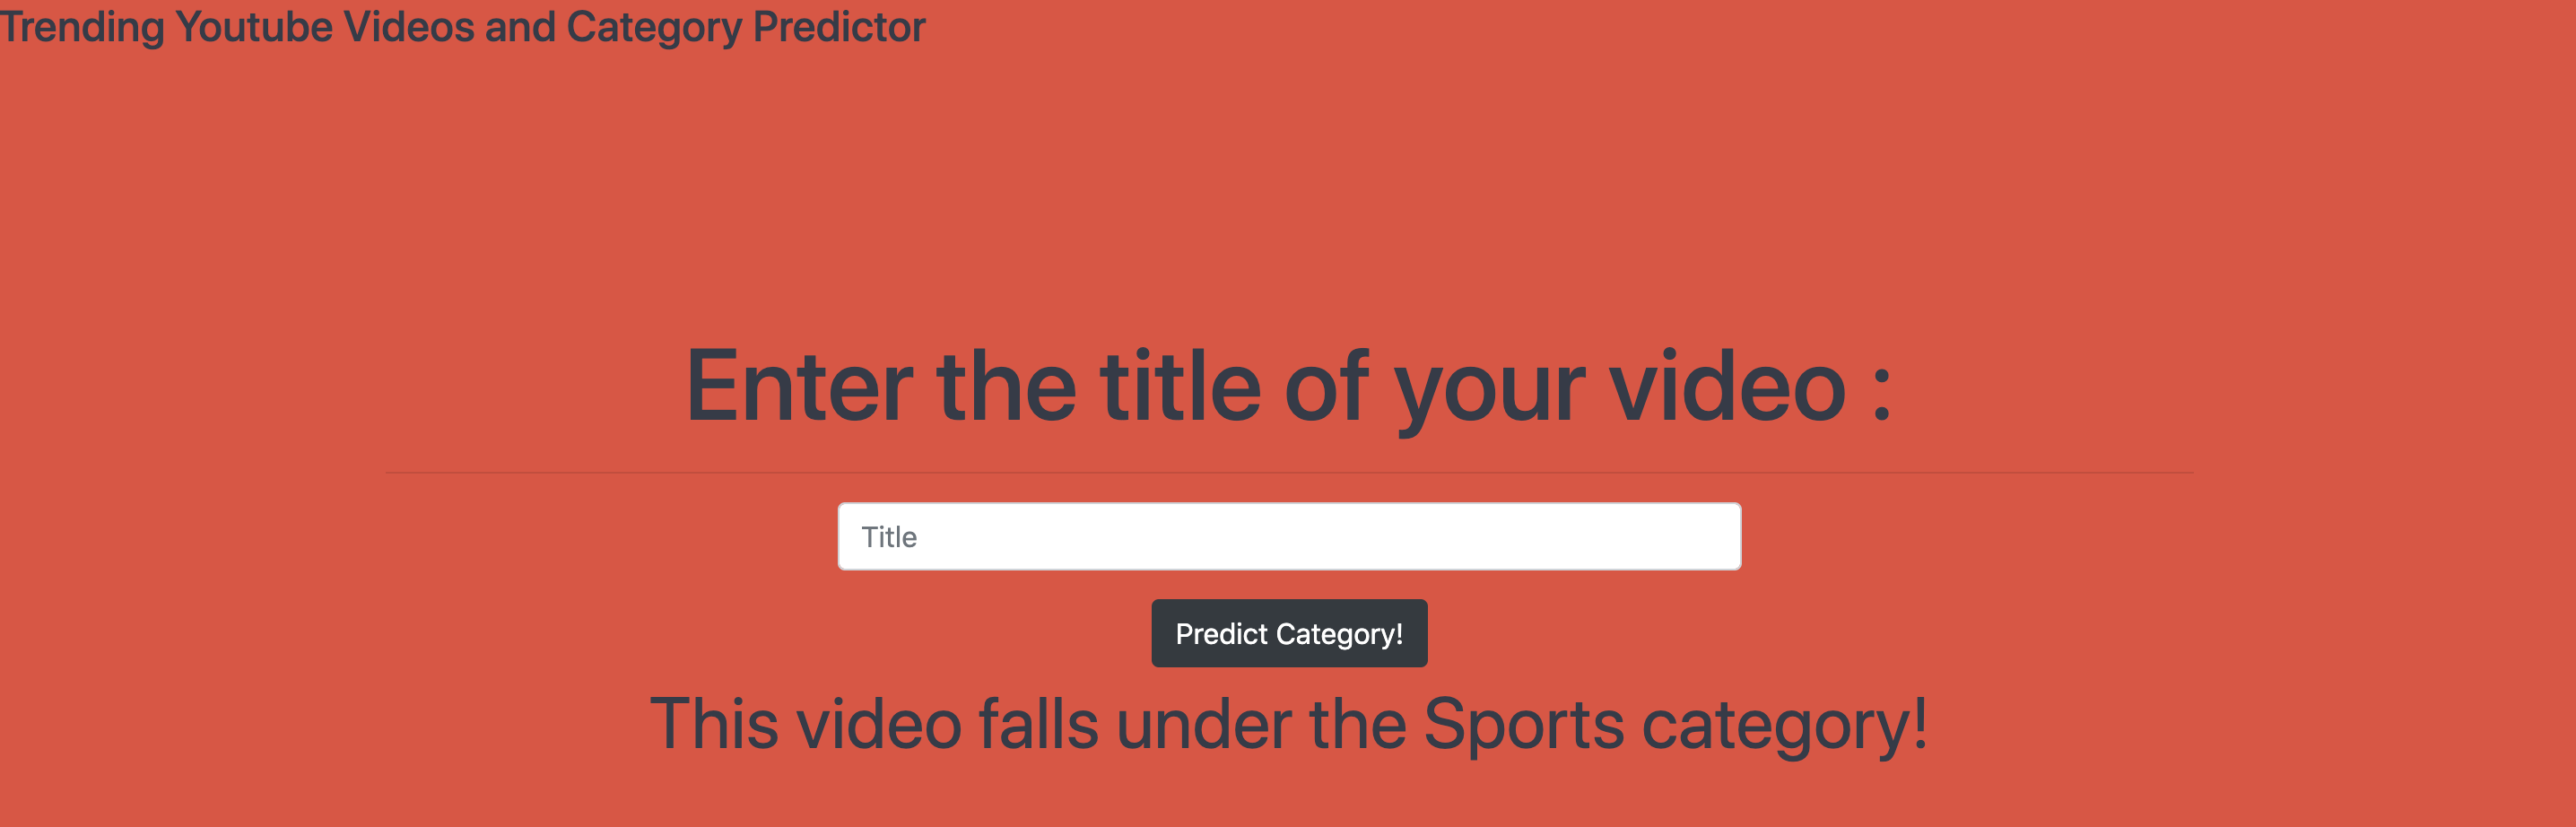 Trending Youtube Videos and Category Predictor
Enter the title of your video :
Title
Predict Category!
This video falls under the Sports category!